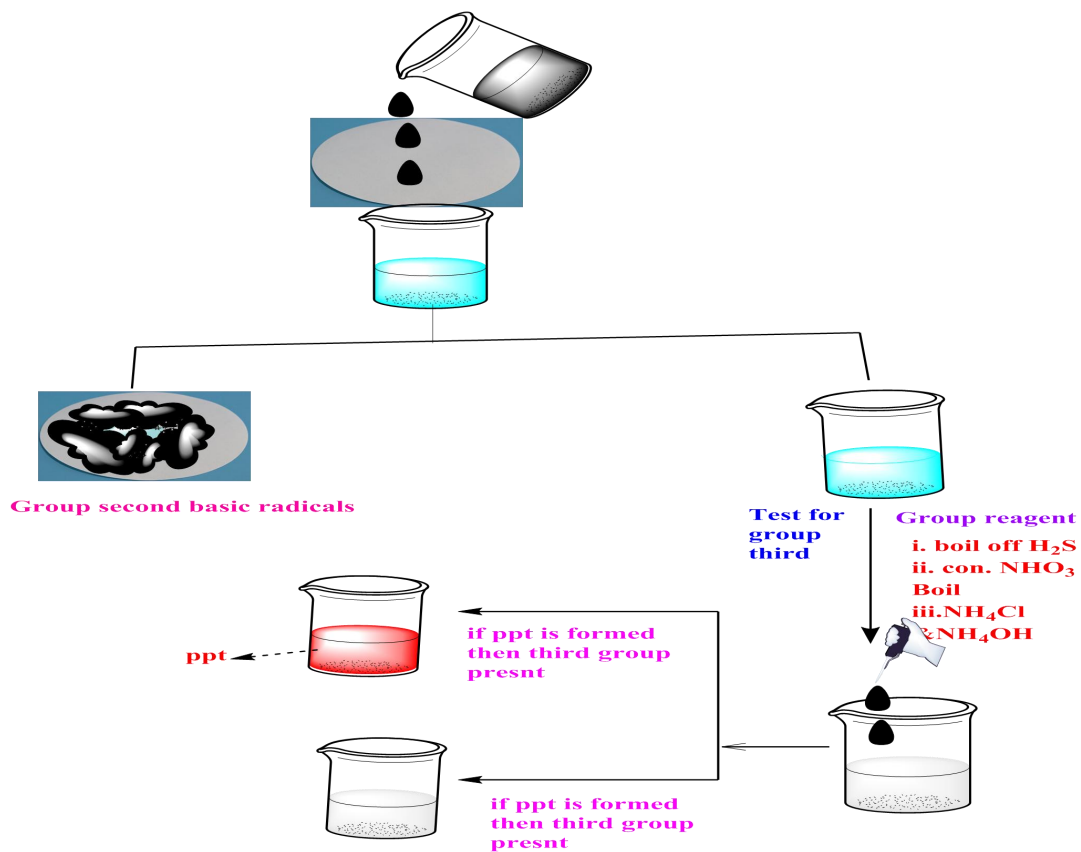 Group second basic radicals
Test for
group
third
Group reagent
i. boil off H₂S
ii. con. NHO₃
Boil
iii.NH₄Cl
&NH₄OH
if ppt is formed
then third group
presnt
ppt
if ppt is formed
then third group
presnt